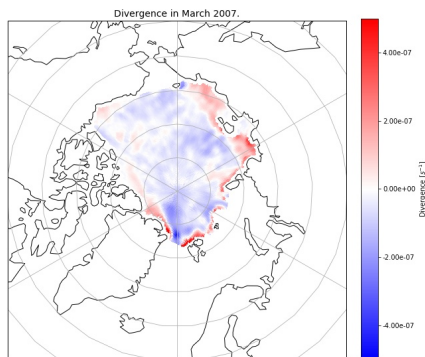 Divergence in March 2007.
4.00e-07
2.00e-07
0.00e+00
-2.00e-07
-4.00e-07
Divergence [s⁻¹]